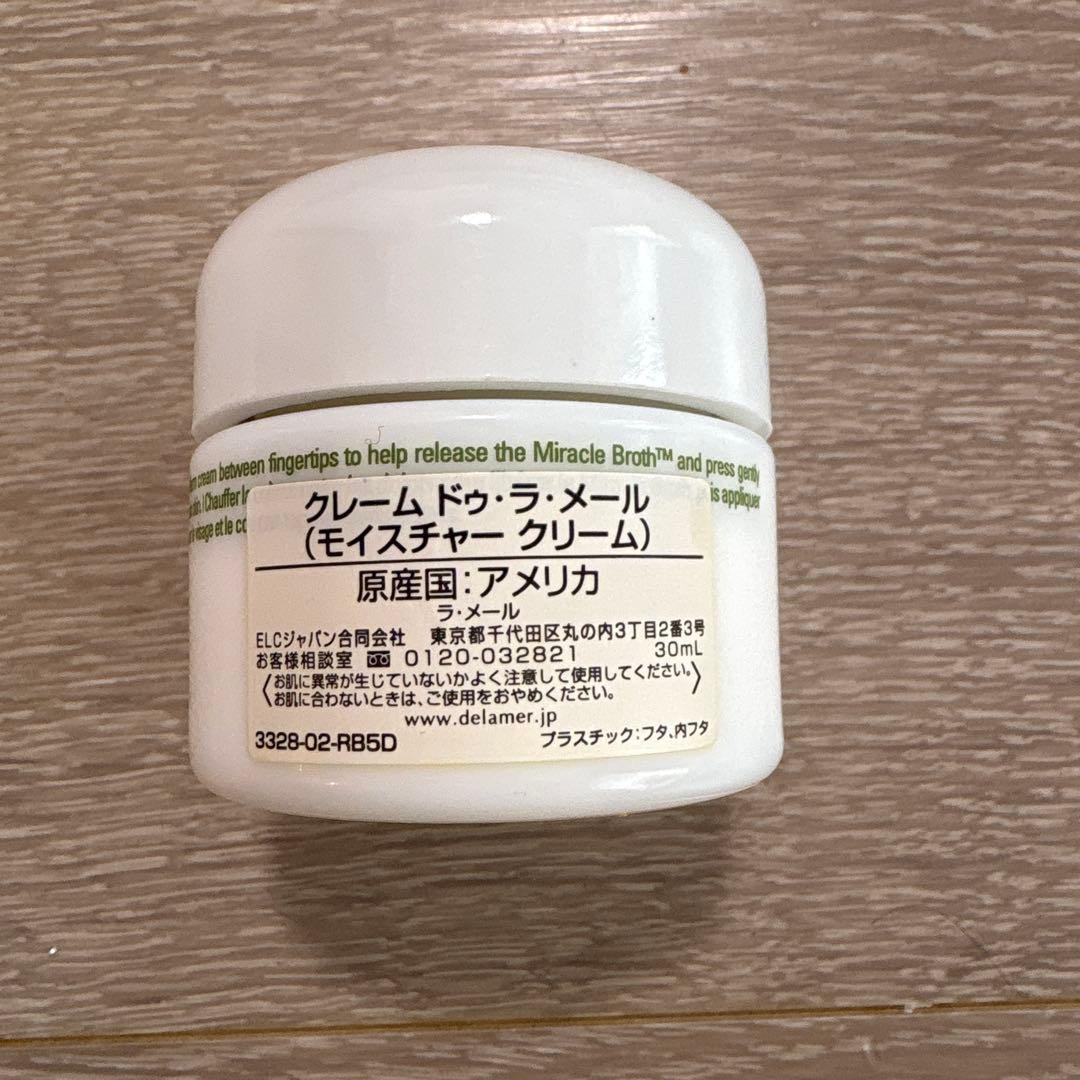 cream between fingertips to help release the Miracle Broth™ and press gently
Chauffer
appliquer
visage et le
クレーム ドゥ・ラ・メール
(モイスチャー クリーム)
原産国:アメリカ
ラ・メール
ELCジャパン合同会社 東京都千代田区丸の内3丁目2番3号
お客様相談室 0120-032821 30mL
〈お肌に異常が生じていないかよく注意して使用してください。
お肌に合わないときは、ご使用をおやめください。〉
www.delamer.jp
3328-02-RB5D プラスチック:フタ、内フタ